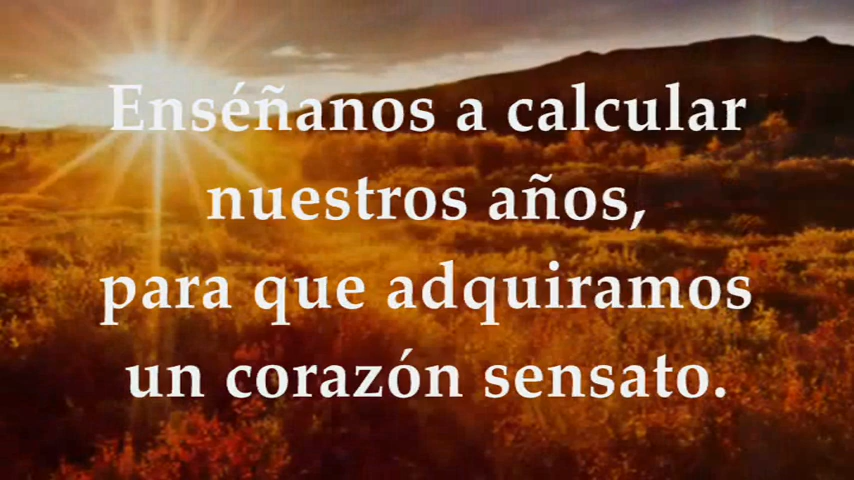 Enséñanos a calcular
nuestros años,
para que adquiramos
un corazón sensato.